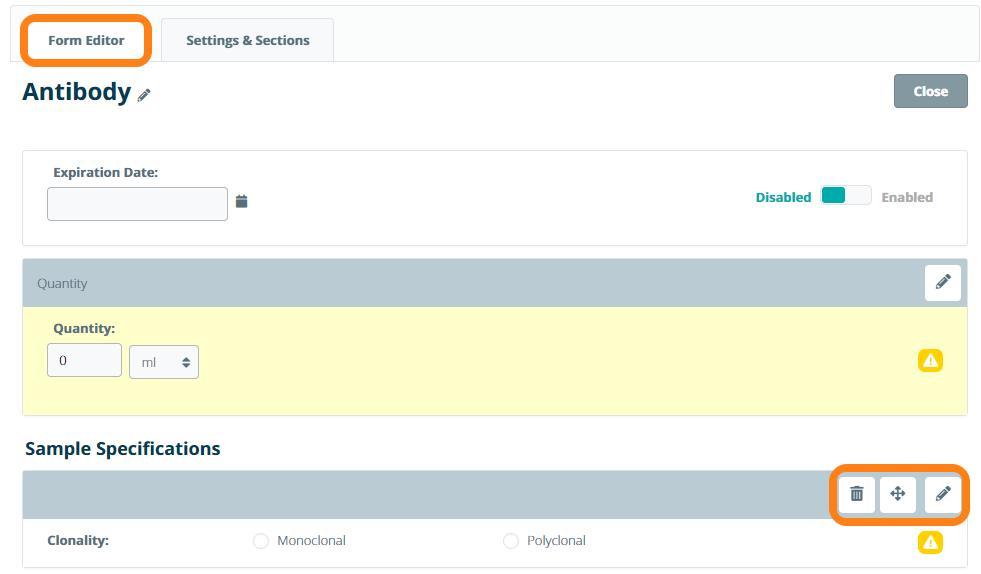 Form Editor Settings & Sections
Antibody Close
Expiration Date:
Disabled Enabled
Quantity
Quantity:
0 ml
Sample Specifications
Clonality: Monoclonal Polyclonal